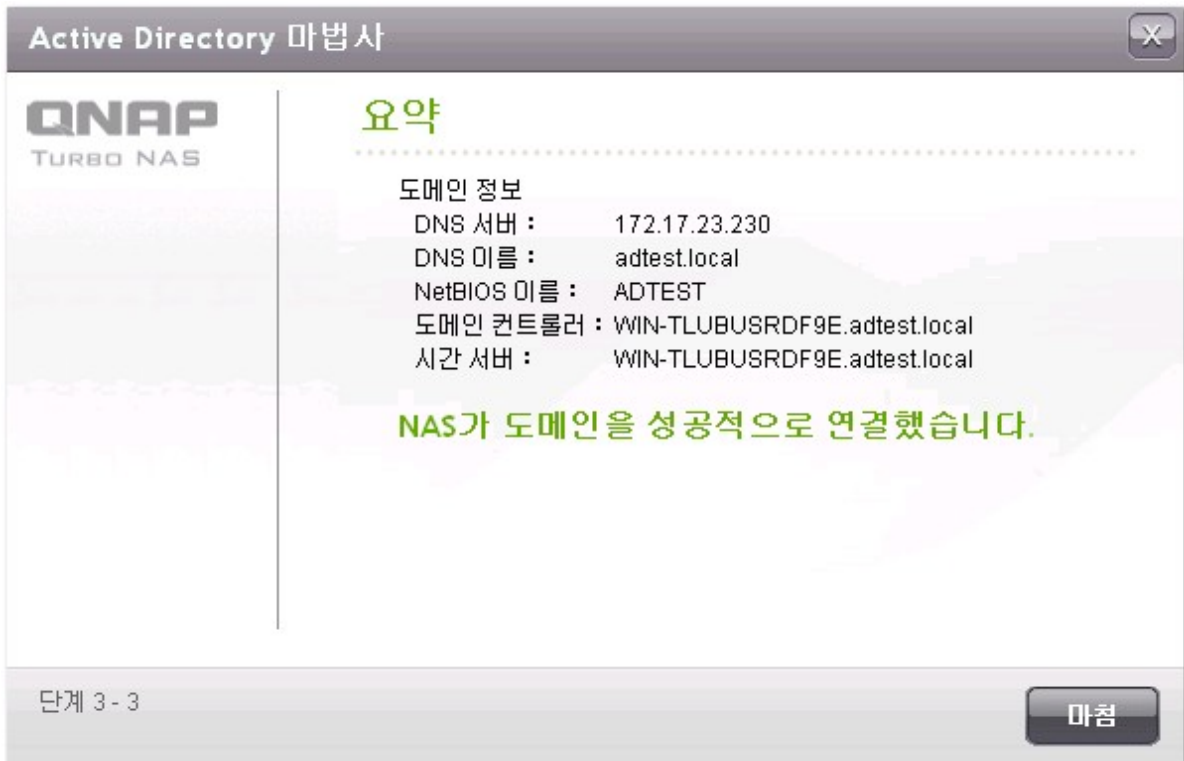 Active Directory 마법사
X
QNAP
TURBO NAS
요약
도메인 정보
DNS 서버 : 172.17.23.230
DNS 이름 : adtest.local
NetBIOS 이름 : ADTEST
도메인 컨트롤러 : WIN-TLUBUSRDF9E.adtest.local
시간 서버 : WIN-TLUBUSRDF9E.adtest.local
NAS가 도메인을 성공적으로 연결했습니다.
단계 3 - 3
마침